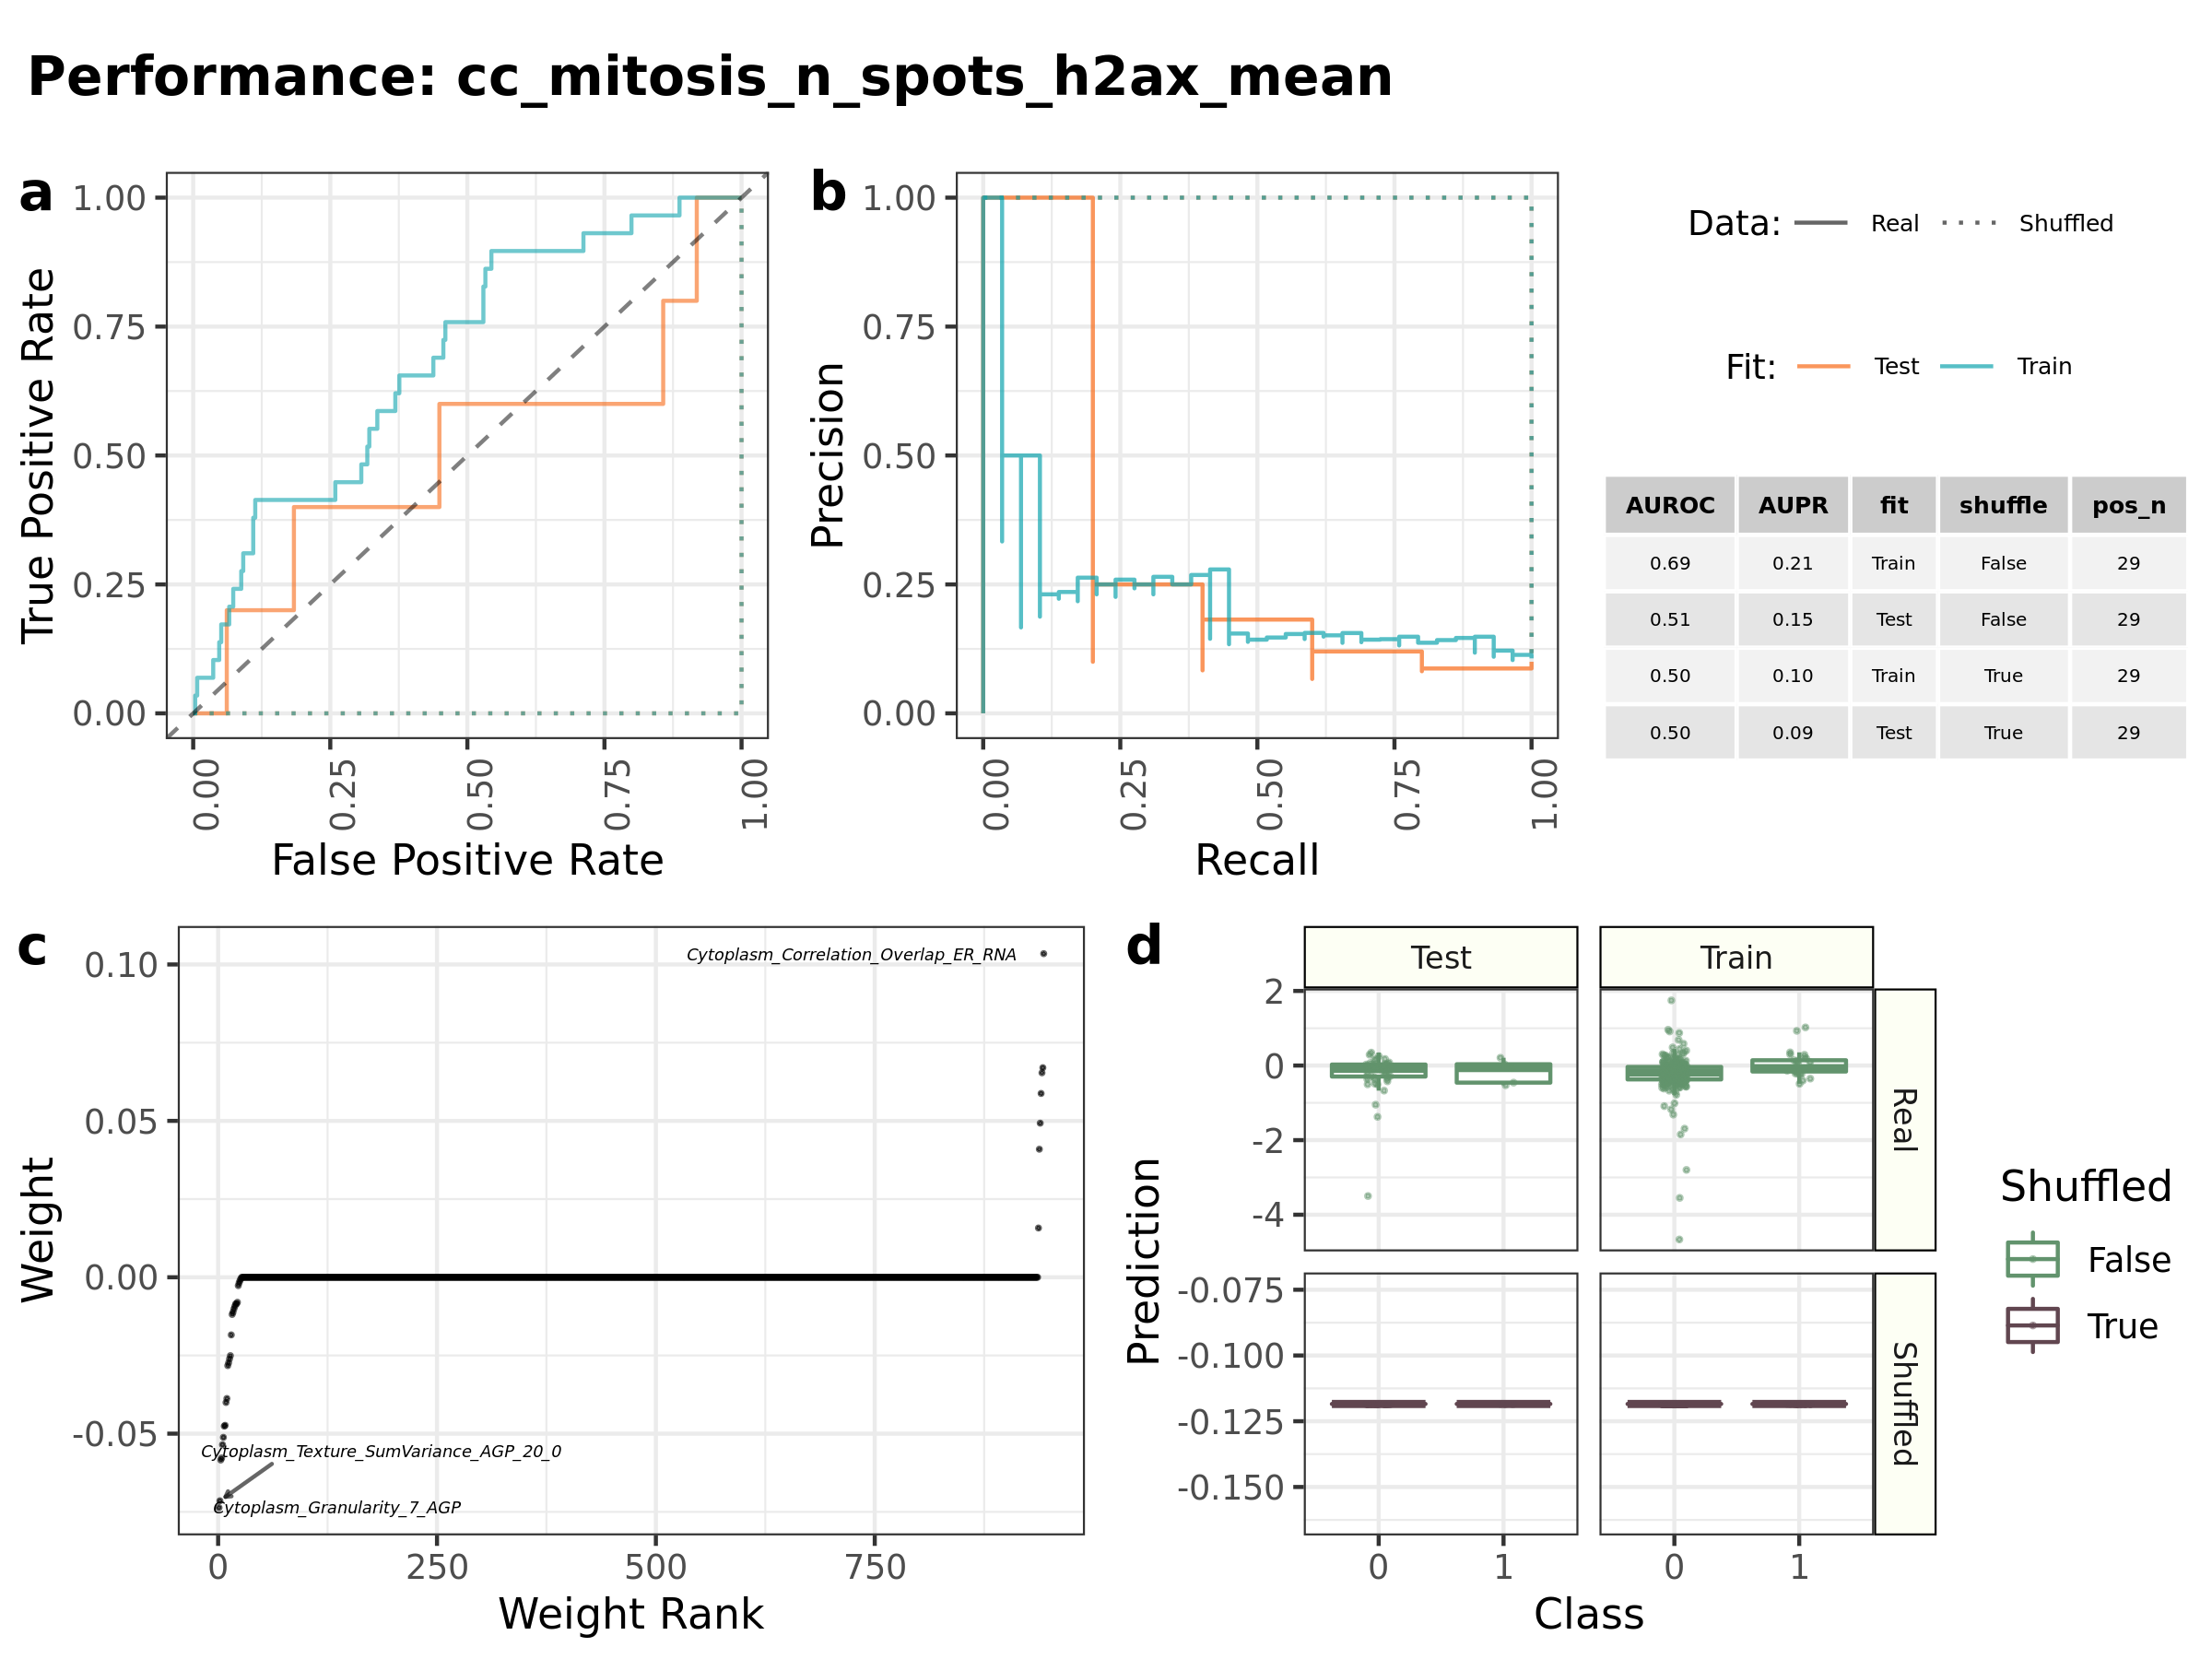 Performance: cc_mitosis_n_spots_h2ax_mean
a
1.00
0.75
0.50
0.25
0.00
True Positive Rate
0.00
0.25
0.50
0.75
1.00
False Positive Rate
b
1.00
0.75
0.50
0.25
0.00
Precision
0.00
0.25
0.50
0.75
1.00
Recall
Data: Real Shuffled
Fit: Test Train
AUROC AUPR fit shuffle pos_n
0.69 0.21 Train False 29
0.51 0.15 Test False 29
0.50 0.10 Train True 29
0.50 0.09 Test True 29
c
0.10
0.05
0.00
-0.05
Weight
Cytoplasm_Correlation_Overlap_ER_RNA
Cytoplasm_Texture_SumVariance_AGP_20_0
Cytoplasm_Granularity_7_AGP
0
250
500
750
Weight Rank
d
Test
Train
2
0
-2
-4
Real
-0.075
-0.100
-0.125
-0.150
Shuffled
Prediction
0
1
0
1
Class
Shuffled
False
True